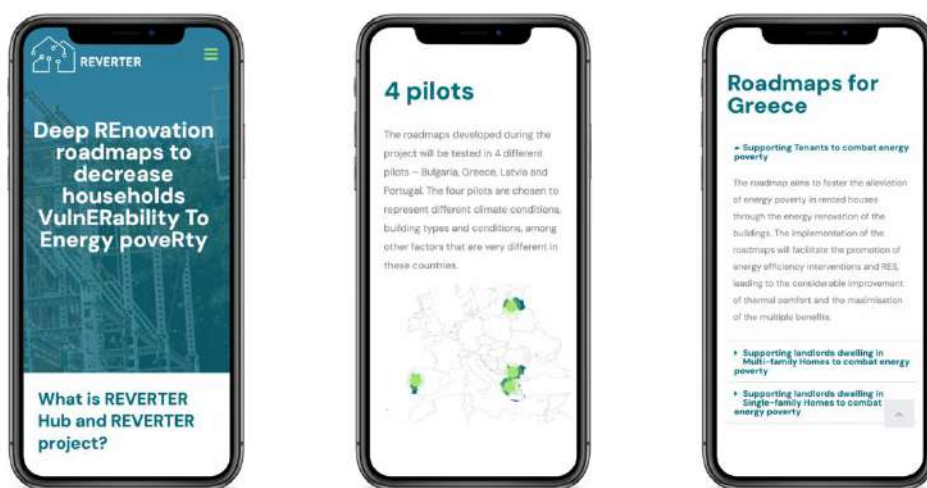 REVERTER
Deep REnovation
roadmaps to
decrease
households
VulnERability To
Energy poveRty
What is REVERTER
Hub and REVERTER
project?
4 pilots
The roadmaps developed during the
project will be tested in 4 different
pilots – Bulgaria, Greece, Latvia and
Portugal. The four pilots are chosen to
represent different climate conditions,
building types and conditions, among
other factors that are very different in
these countries.
Roadmaps for
Greece
Supporting Tenants to combat energy
poverty
The roadmap aims to foster the alleviation
of energy poverty in rented houses
through the energy renovation of the
buildings. The implementation of the
roadmaps will facilitate the promotion of
energy efficiency interventions and RES,
leading to the considerable improvement
of thermal comfort and the maximisation
of the multiple benefits.
Supporting landlords dwelling in
Multi-family Homes to combat energy
poverty
Supporting landlords dwelling in
Single-family Homes to combat
energy poverty